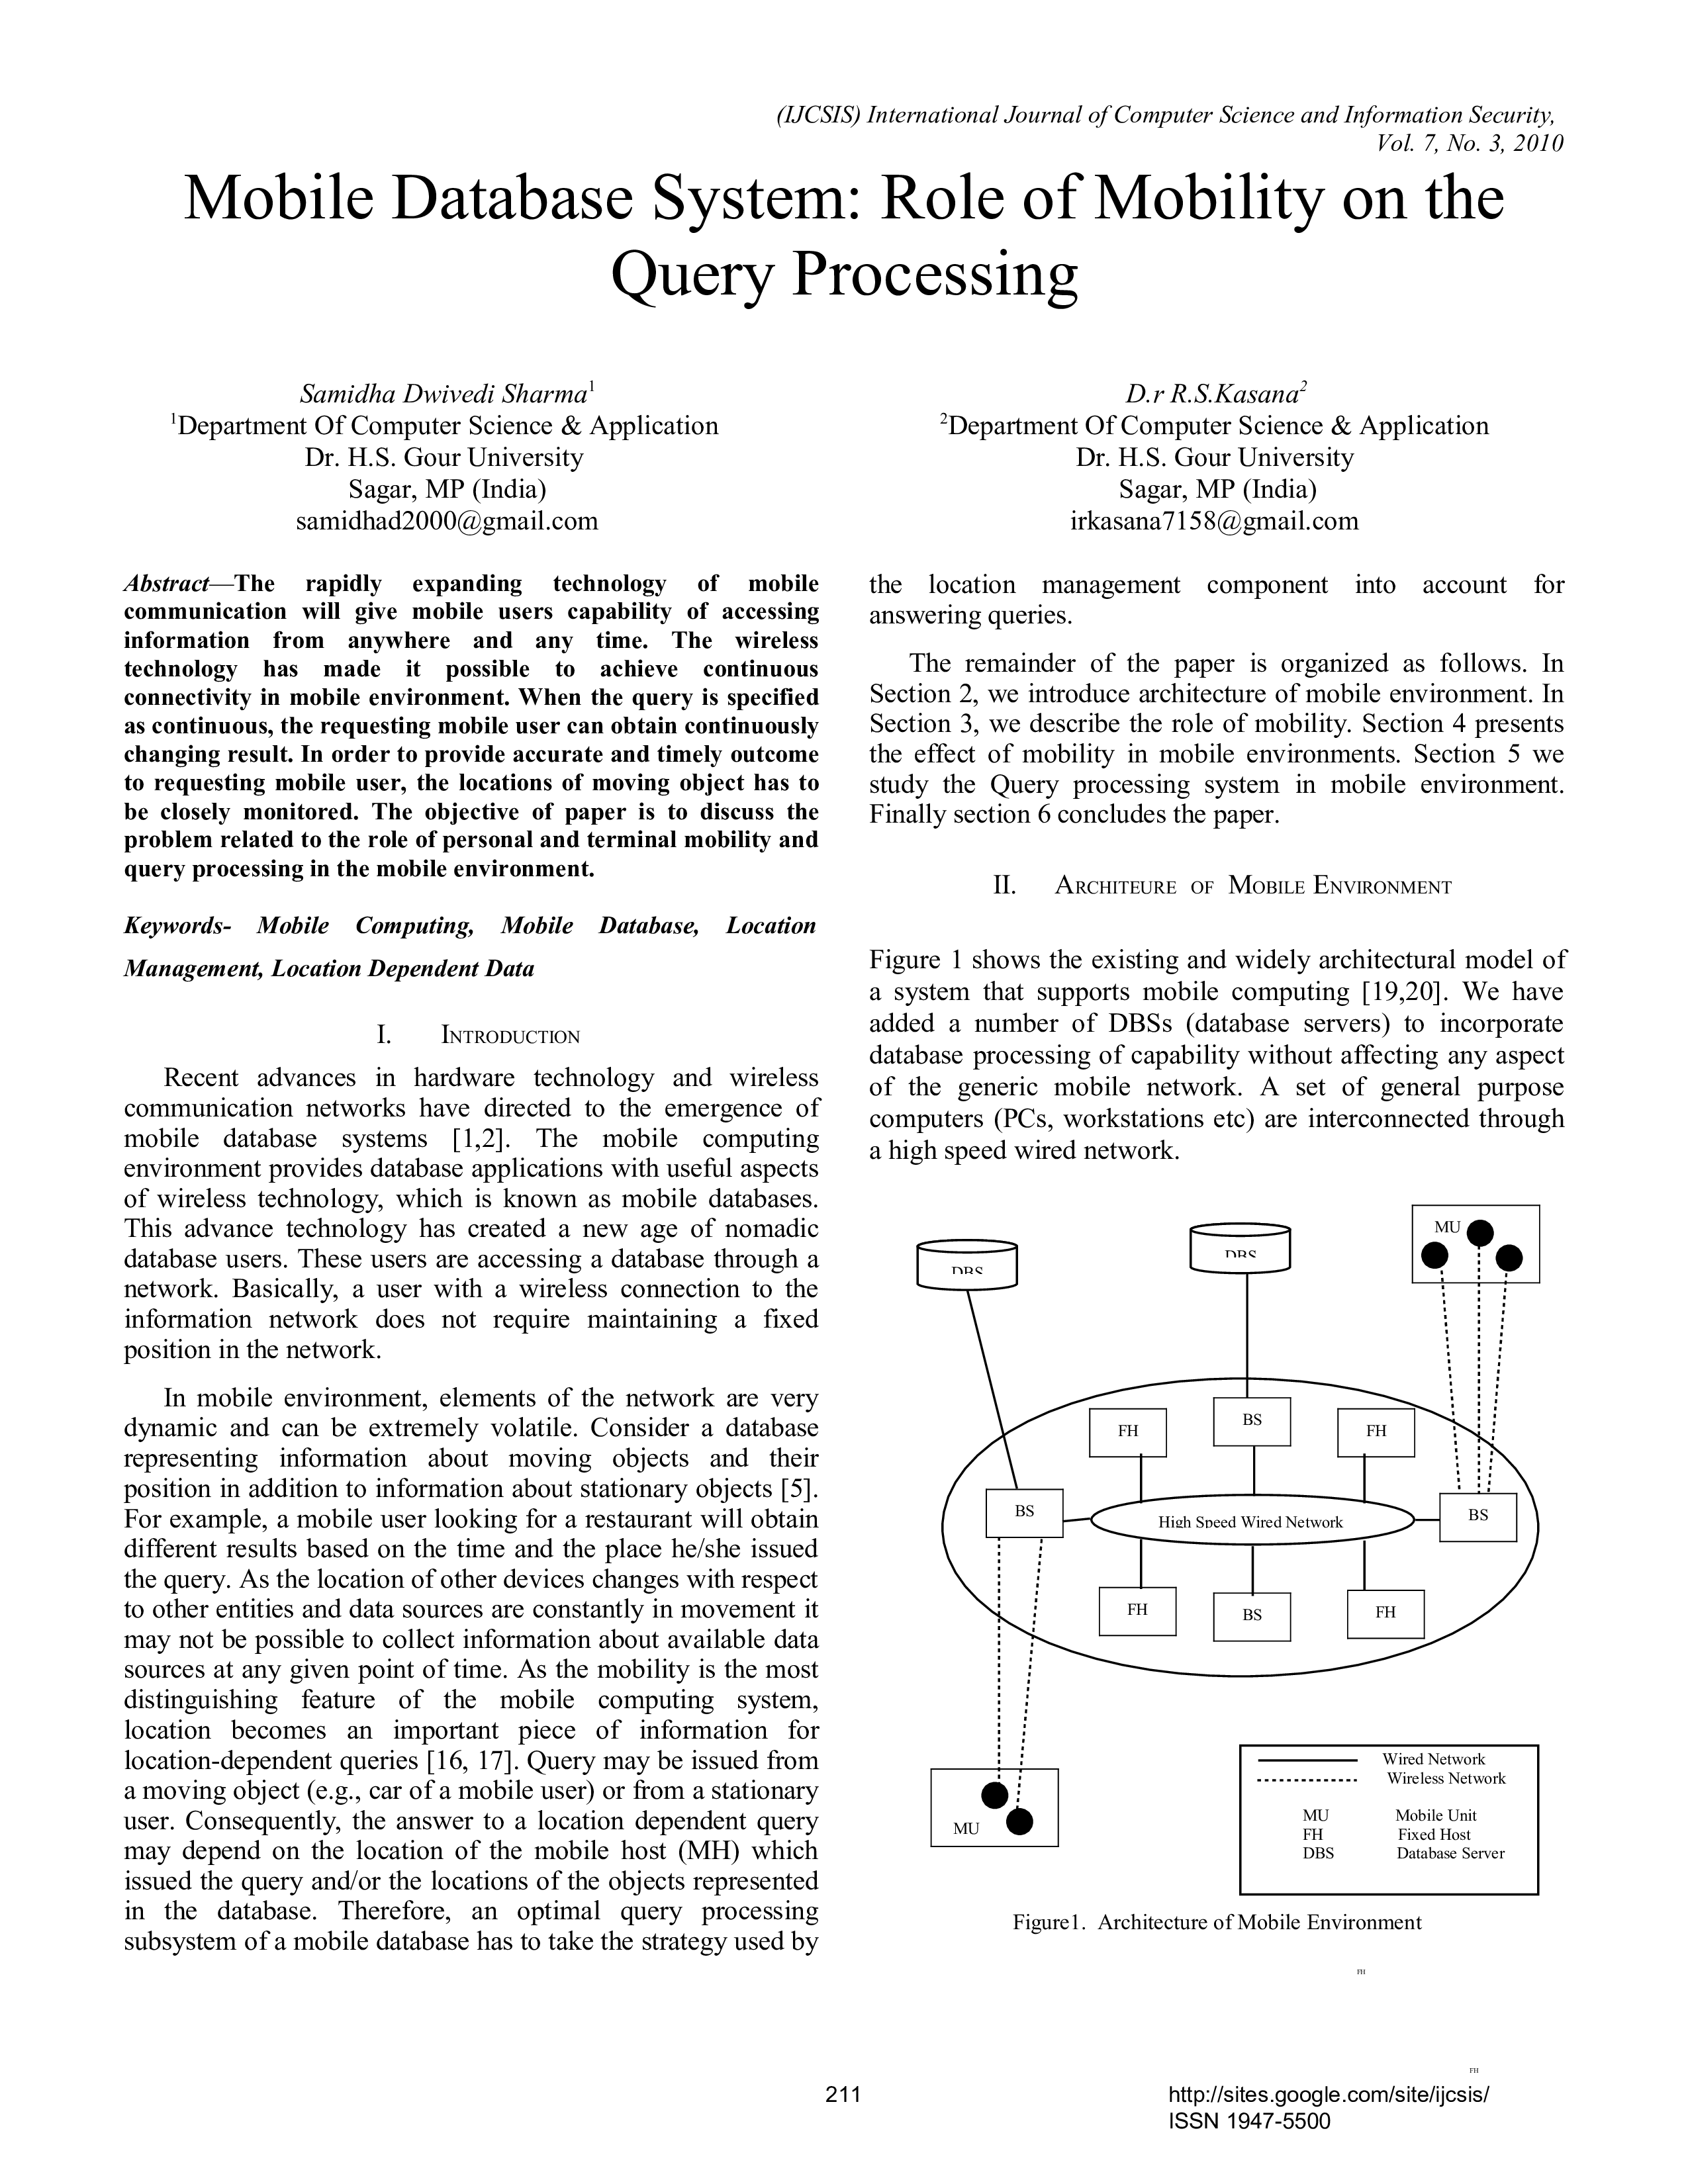 (IJCSIS) International Journal of Computer Science and Information Security,
Vol. 7, No. 3, 2010
Mobile Database System: Role of Mobility on the
Query Processing
Samidha Dwivedi Sharma1
1Department Of Computer Science & Application
Dr. H.S. Gour University
Sagar, MP (India)
samidhad2000@gmail.com
D.r R.S.Kasana2
2Department Of Computer Science & Application
Dr. H.S. Gour University
Sagar, MP (India)
irkasana7158@gmail.com
Abstract—The rapidly expanding technology of mobile
communication will give mobile users capability of accessing
information from anywhere and any time. The wireless
technology has made it possible to achieve continuous
connectivity in mobile environment. When the query is specified
as continuous, the requesting mobile user can obtain continuously
changing result. In order to provide accurate and timely outcome
to requesting mobile user, the locations of moving object has to
be closely monitored. The objective of paper is to discuss the
problem related to the role of personal and terminal mobility and
query processing in the mobile environment.
Keywords- Mobile Computing, Mobile Database, Location
Management, Location Dependent Data
I. INTRODUCTION
Recent advances in hardware technology and wireless
communication networks have directed to the emergence of
mobile database systems [1,2]. The mobile computing
environment provides database applications with useful aspects
of wireless technology, which is known as mobile databases.
This advance technology has created a new age of nomadic
database users. These users are accessing a database through a
network. Basically, a user with a wireless connection to the
information network does not require maintaining a fixed
position in the network.
In mobile environment, elements of the network are very
dynamic and can be extremely volatile. Consider a database
representing information about moving objects and their
position in addition to information about stationary objects [5].
For example, a mobile user looking for a restaurant will obtain
different results based on the time and the place he/she issued
the query. As the location of other devices changes with respect
to other entities and data sources are constantly in movement it
may not be possible to collect information about available data
sources at any given point of time. As the mobility is the most
distinguishing feature of the mobile computing system,
location becomes an important piece of information for
location-dependent queries [16, 17]. Query may be issued from
a moving object (e.g., car of a mobile user) or from a stationary
user. Consequently, the answer to a location dependent query
may depend on the location of the mobile host (MH) which
issued the query and/or the locations of the objects represented
in the database. Therefore, an optimal query processing
subsystem of a mobile database has to take the strategy used by
the location management component into account for
answering queries.
The remainder of the paper is organized as follows. In
Section 2, we introduce architecture of mobile environment. In
Section 3, we describe the role of mobility. Section 4 presents
the effect of mobility in mobile environments. Section 5 we
study the Query processing system in mobile environment.
Finally section 6 concludes the paper.
II. ARCHITEURE OF MOBILE ENVIRONMENT
Figure 1 shows the existing and widely architectural model of
a system that supports mobile computing [19,20]. We have
added a number of DBSs (database servers) to incorporate
database processing of capability without affecting any aspect
of the generic mobile network. A set of general purpose
computers (PCs, workstations etc) are interconnected through
a high speed wired network.
MU
DBS
DBS
FH
BS
FH
BS
High Speed Wired Network
BS
FH
BS
FH
MU
Wired Network
Wireless Network
MU Mobile Unit
FH Fixed Host
DBS Database Server
Figure1. Architecture of Mobile Environment
FH
FH
211
http://sites.google.com/site/ijcsis/
ISSN 1947-5500